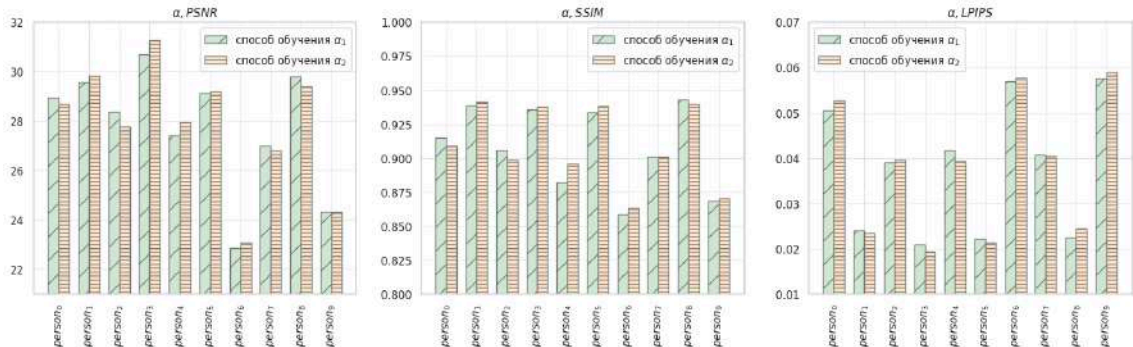 α, PSNR
32
30
28
26
24
22
способ обучения α₁
способ обучения α₂
person₀
person₁
person₂
person₃
person₄
person₅
person₆
person₇
person₈
person₉
α, SSIM
1.000
0.975
0.950
0.925
0.900
0.875
0.850
0.825
0.800
способ обучения α₁
способ обучения α₂
person₀
person₁
person₂
person₃
person₄
person₅
person₆
person₇
person₈
person₉
α, LPIPS
0.07
0.06
0.05
0.04
0.03
0.02
0.01
способ обучения α₁
способ обучения α₂
person₀
person₁
person₂
person₃
person₄
person₅
person₆
person₇
person₈
person₉